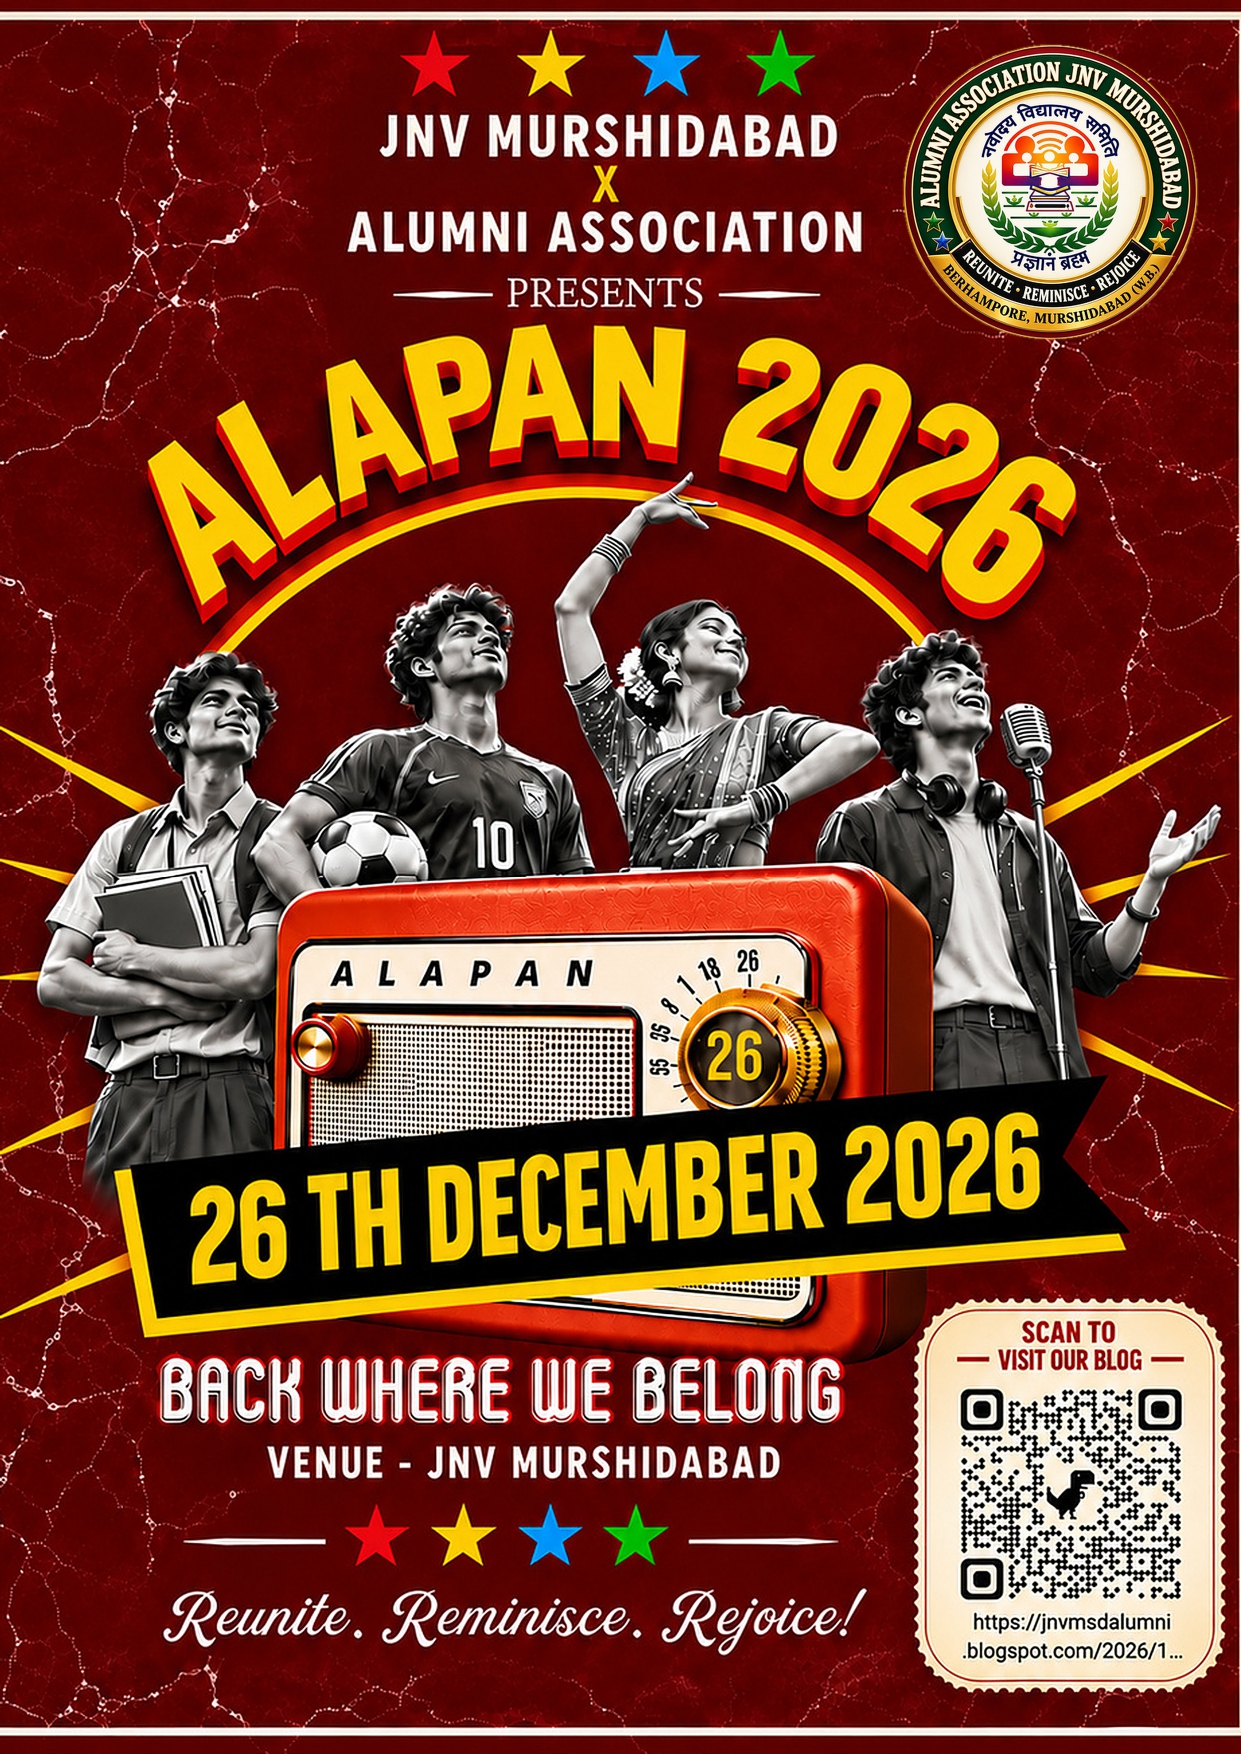 JNV MURSHIDABAD
X
ALUMNI ASSOCIATION
PRESENTS
ALUMNI ASSOCIATION JNV MURSHIDABAD
नवोदय विद्यालय समिति
प्रज्ञानं ब्रह्म
REUNITE • REMINISCE • REJOICE
BERHAMPORE, MURSHIDABAD (W.B.)
ALAPAN 2026
10
ALAPAN
8 1 18 26
26
26 TH DECEMBER 2026
BACK WHERE WE BELONG
VENUE - JNV MURSHIDABAD
Reunite. Reminisce. Rejoice!
SCAN TO
VISIT OUR BLOG
https://jnvmsdalumni
.blogspot.com/2026/1...